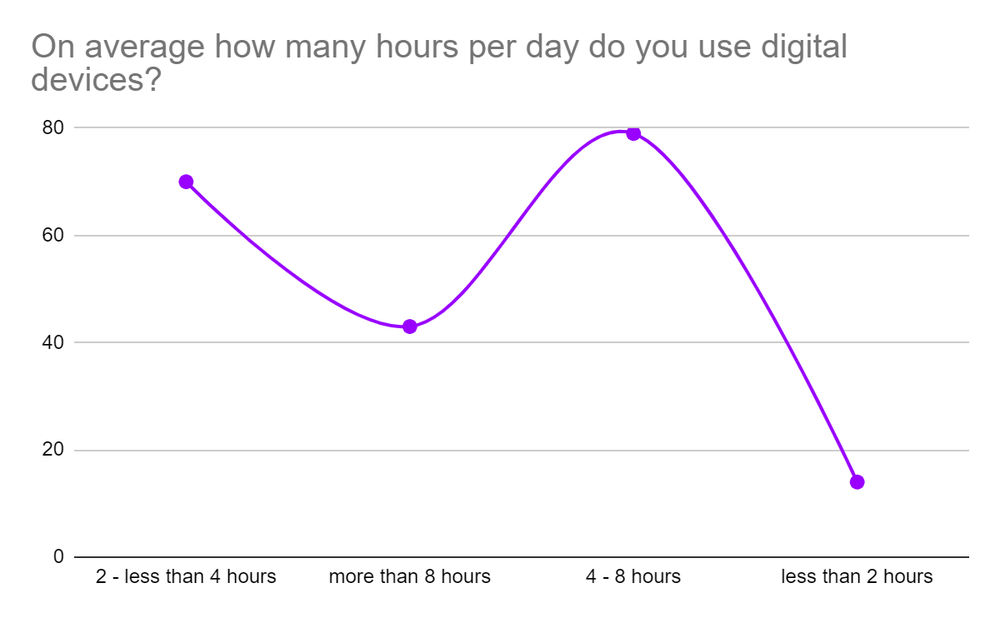 On average how many hours per day do you use digital
devices?
80
60
40
20
0
2 - less than 4 hours
more than 8 hours
4 - 8 hours
less than 2 hours